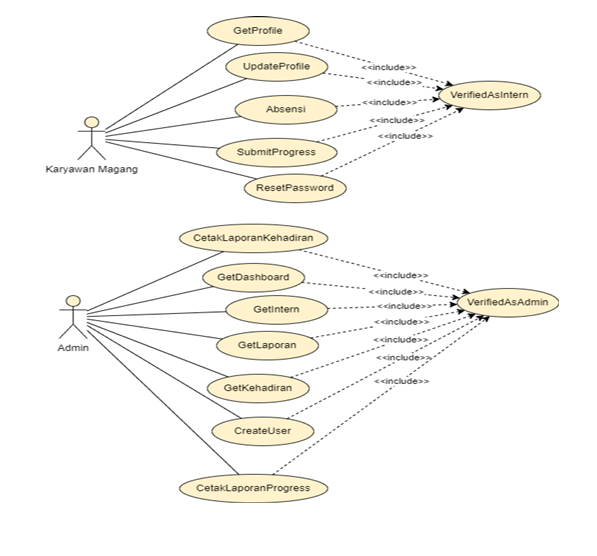 GetProfile
UpdateProfile
<<include>>
<<include>>
VerifiedAsIntern
Absensi
<<include>>
<<include>>
<<include>>
SubmitProgress
Karyawan Magang
ResetPassword
CetakLaporanKehadiran
GetDashboard
<<include>>
<<include>>
VerifiedAsAdmin
GetIntern
<<include>>
<<include>>
GetLaporan
Admin
<<include>>
<<include>>
GetKehadiran
<<include>>
CreateUser
CetakLaporanProgress